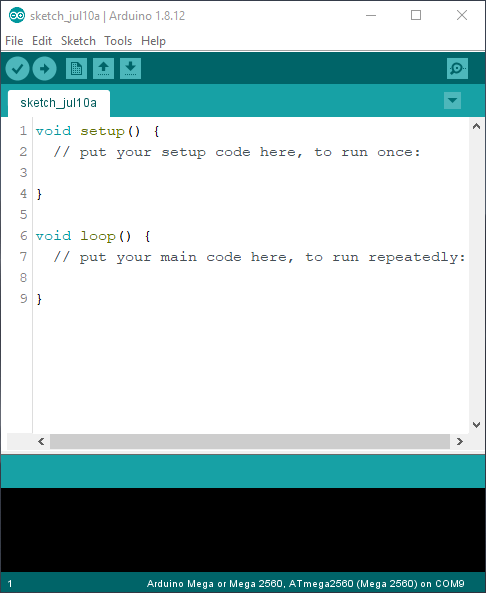 sketch_jul10a | Arduino 1.8.12
File Edit Sketch Tools Help
sketch_jul10a
1 void setup() {
2   // put your setup code here, to run once:
3
4 }
5
6 void loop() {
7   // put your main code here, to run repeatedly:
8
9 }
1 Arduino Mega or Mega 2560, ATmega2560 (Mega 2560) on COM9